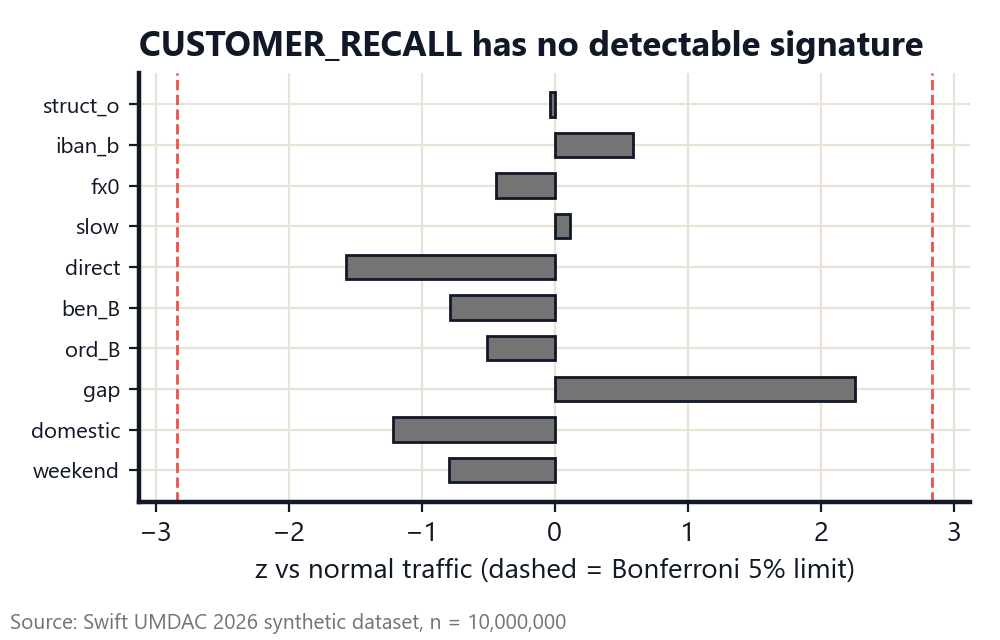 CUSTOMER_RECALL has no detectable signature
struct_o
iban_b
fx0
slow
direct
ben_B
ord_B
gap
domestic
weekend
−3 −2 −1 0 1 2 3
z vs normal traffic (dashed = Bonferroni 5% limit)
Source: Swift UMDAC 2026 synthetic dataset, n = 10,000,000